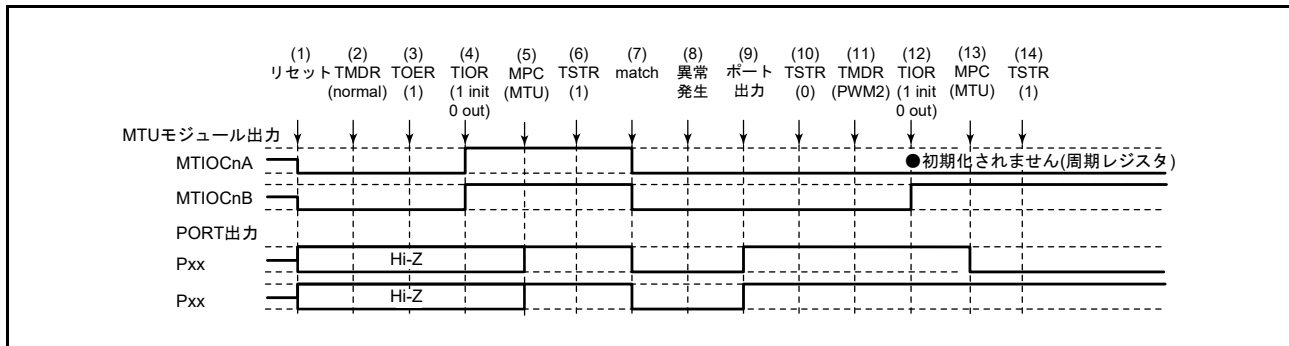 (1) (2) (3) (4) (5) (6) (7) (8) (9) (10) (11) (12) (13) (14)
リセット TMDR TOER TIOR MPC TSTR match 異常 ポート TSTR TMDR TIOR MPC TSTR
(normal) (1) (1 init (MTU) (1) 発生 出力 (0) (PWM2) (1 init (MTU) (1)
0 out) 0 out)
MTUモジュール出力
MTIOCnA ●初期化されません(周期レジスタ)
MTIOCnB
PORT出力
Pxx Hi-Z
Pxx Hi-Z